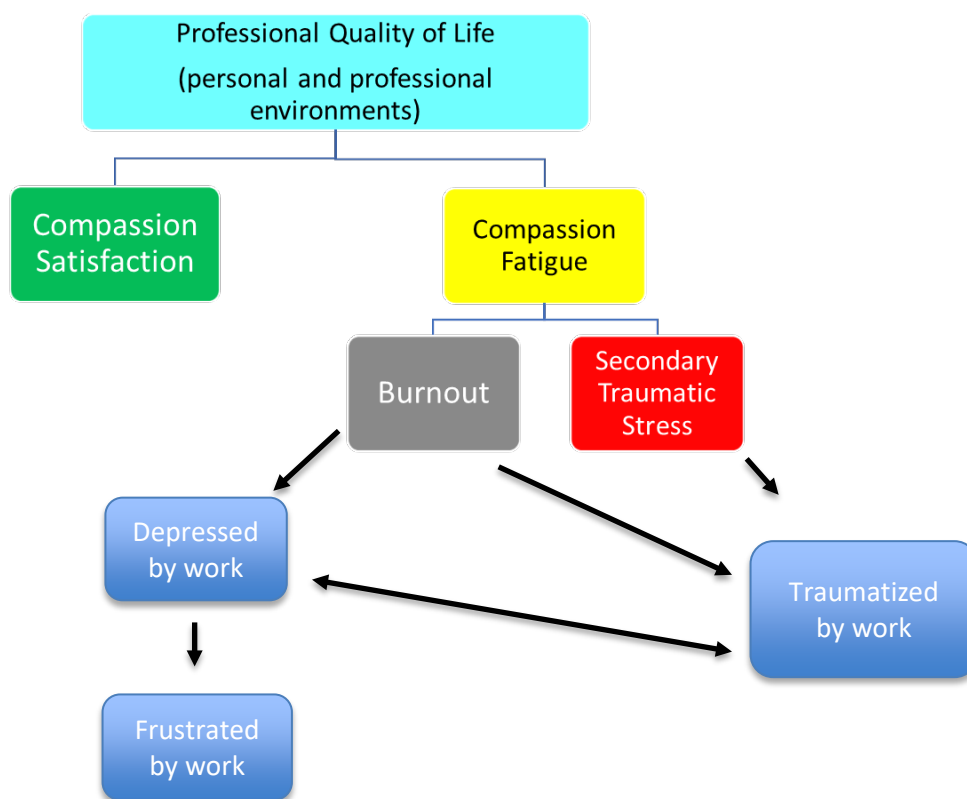 Professional Quality of Life
(personal and professional
environments)
Compassion
Satisfaction
Compassion
Fatigue
Burnout
Secondary
Traumatic
Stress
Depressed
by work
Traumatized
by work
Frustrated
by work